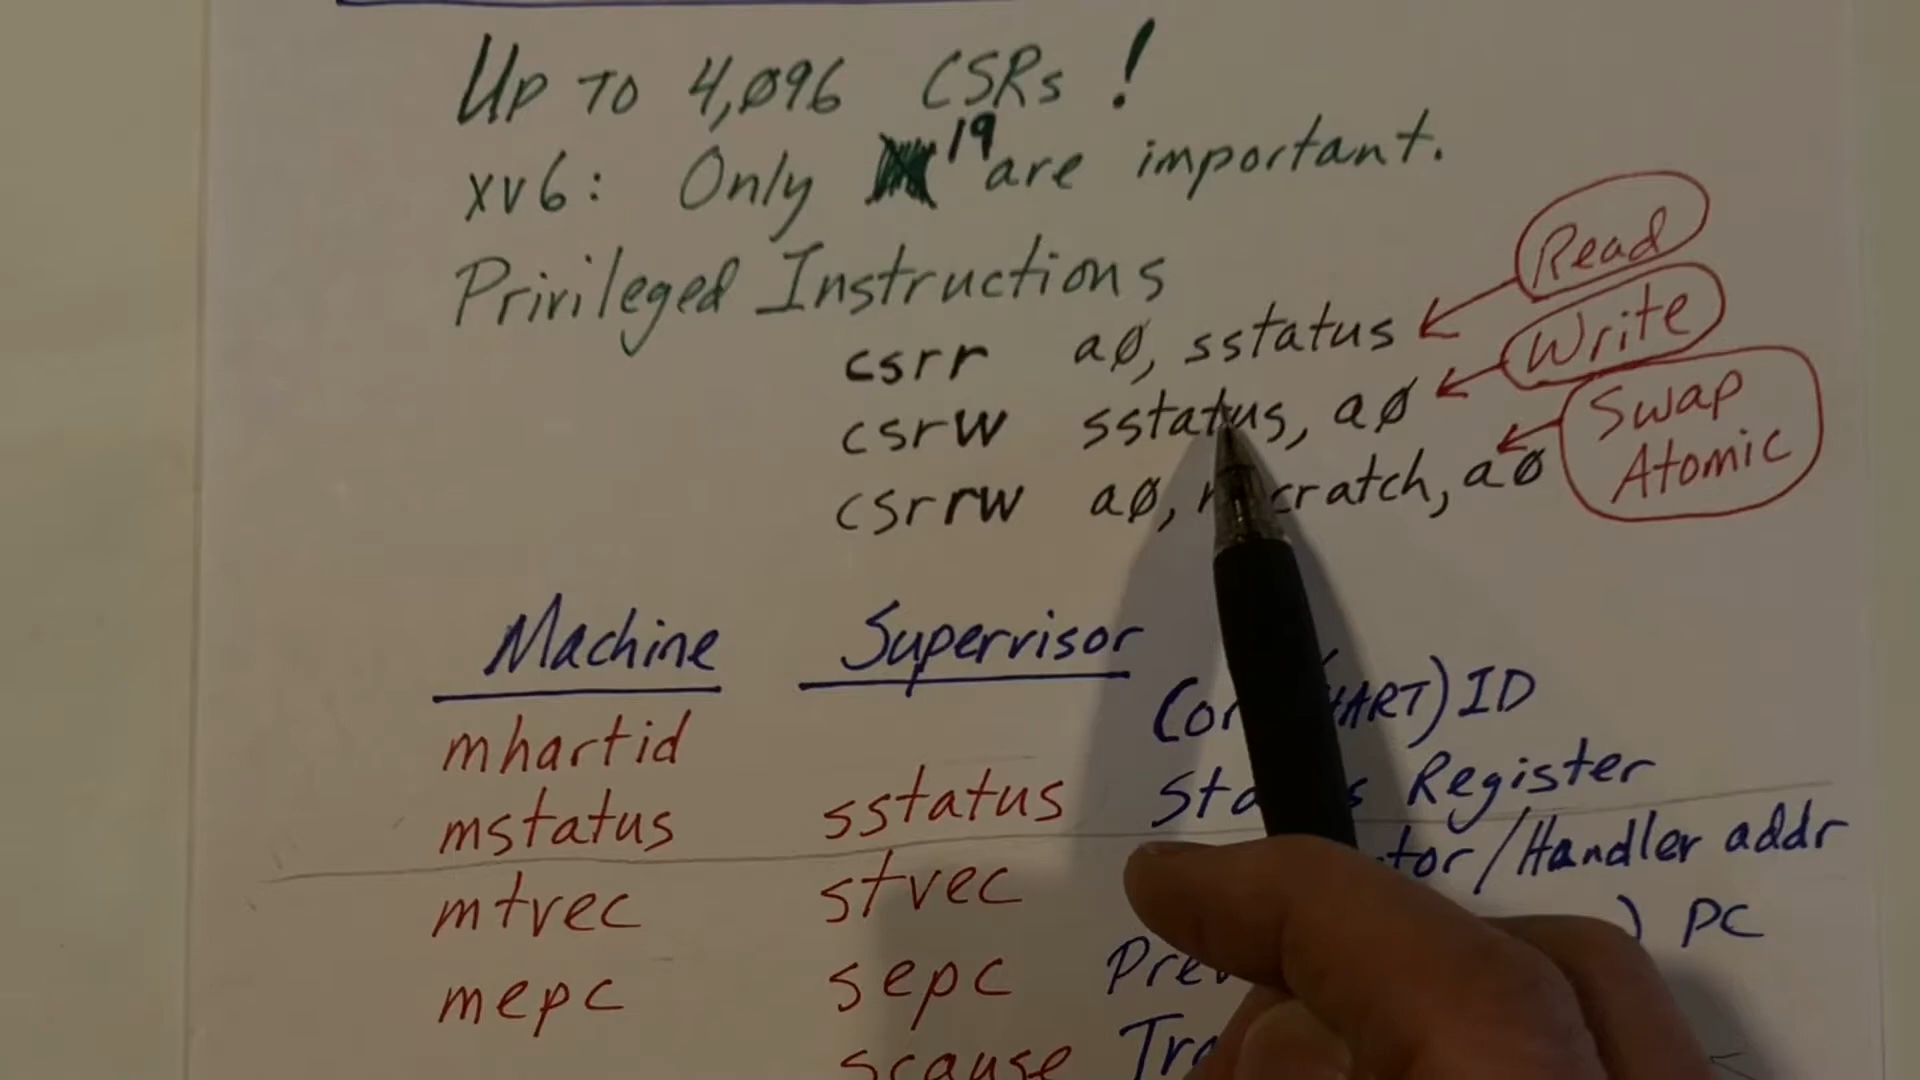 Up to 4,096 CSRs!
xv6: Only 19 are important.
Privileged Instructions
csrr a0, sstatus
Read
csrw sstatus, a0
Write
csrrw a0, a0
Swap
Atomic
Machine Supervisor
mhartid ID
mstatus sstatus Register
mtvec stvec /Handler addr
mepc sepc PC
scause